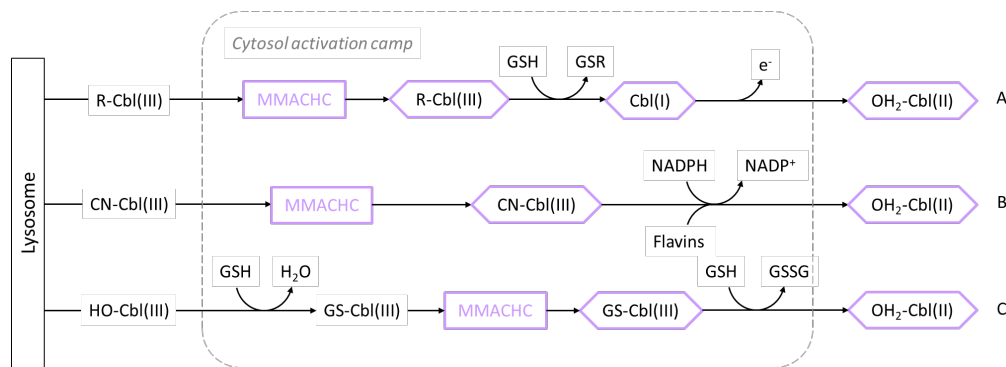 Cytosol activation camp
GSH GSR e-
R-Cbl(III) MMACHC R-Cbl(III) Cbl(I) OH2-Cbl(II) A
NADPH NADP+
Lysosome
CN-Cbl(III) MMACHC CN-Cbl(III) OH2-Cbl(II) B
Flavins
GSH H2O GSH GSSG
HO-Cbl(III) GS-Cbl(III) MMACHC GS-Cbl(III) OH2-Cbl(II) C